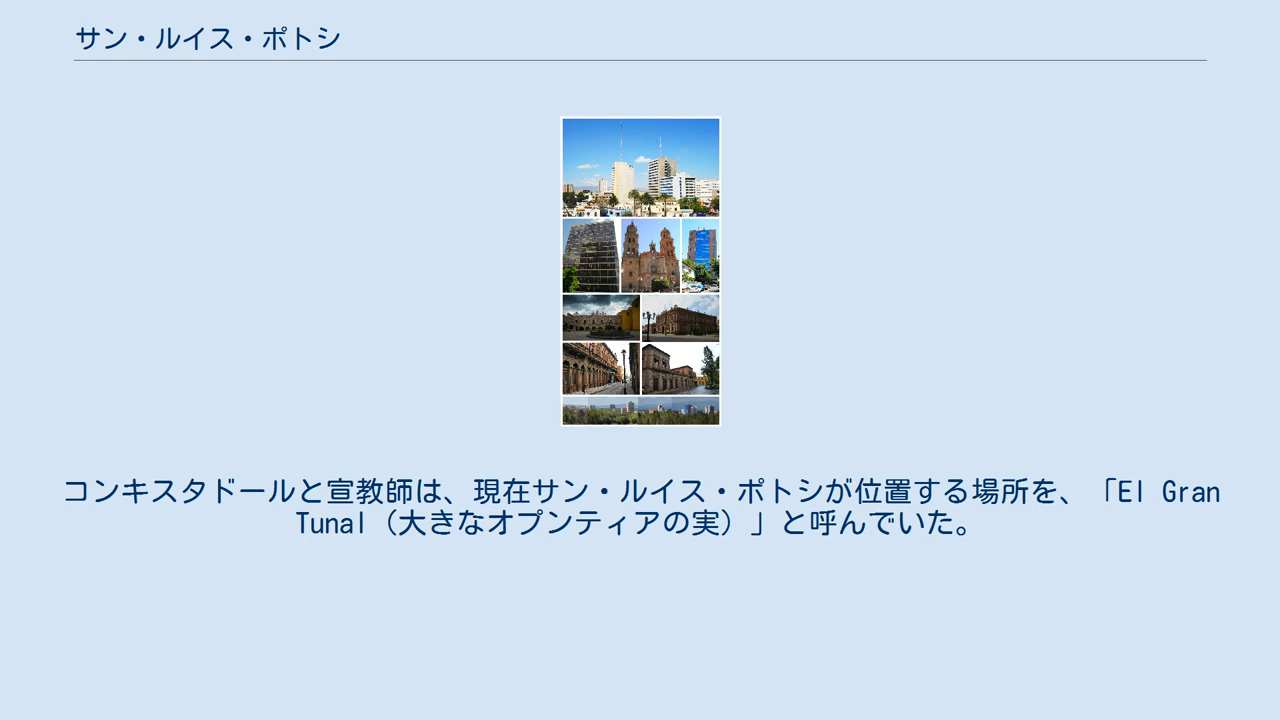 サン・ルイス・ポトシ
コンキスタドールと宣教師は、現在サン・ルイス・ポトシが位置する場所を、「El Gran
Tunal（大きなオプンティアの実）」と呼んでいた。